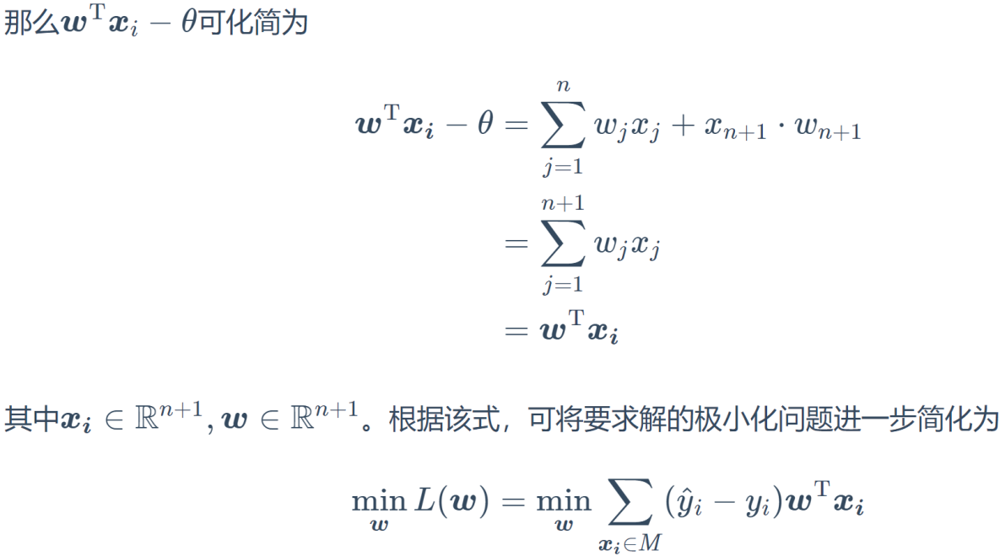 那么$\boldsymbol{w}^{\mathrm{T}}\boldsymbol{x}_i - \theta$可化简为
$\boldsymbol{w}^{\mathrm{T}}\boldsymbol{x_i} - \theta = \sum_{j=1}^{n} w_j x_j + x_{n+1} \cdot w_{n+1}$
$= \sum_{j=1}^{n+1} w_j x_j$
$= \boldsymbol{w}^{\mathrm{T}}\boldsymbol{x_i}$
其中$\boldsymbol{x_i} \in \mathbb{R}^{n+1}, \boldsymbol{w} \in \mathbb{R}^{n+1}$。根据该式，可将要求解的极小化问题进一步简化为
$\min_{\boldsymbol{w}} L(\boldsymbol{w}) = \min_{\boldsymbol{w}} \sum_{\boldsymbol{x_i} \in M} (\hat{y}_i - y_i)\boldsymbol{w}^{\mathrm{T}}\boldsymbol{x_i}$